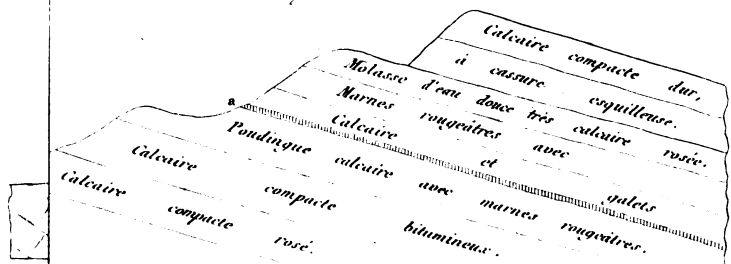 Calcaire compacte dur,
à cassure esquilleuse.
Molasse d'eau douce très calcaire rosée.
Marnes rougeâtres avec
Calcaire et galets
a
Poudingue calcaire avec marnes rougeâtres.
Calcaire compacte bitumineux.
Calcaire compacte rosé.